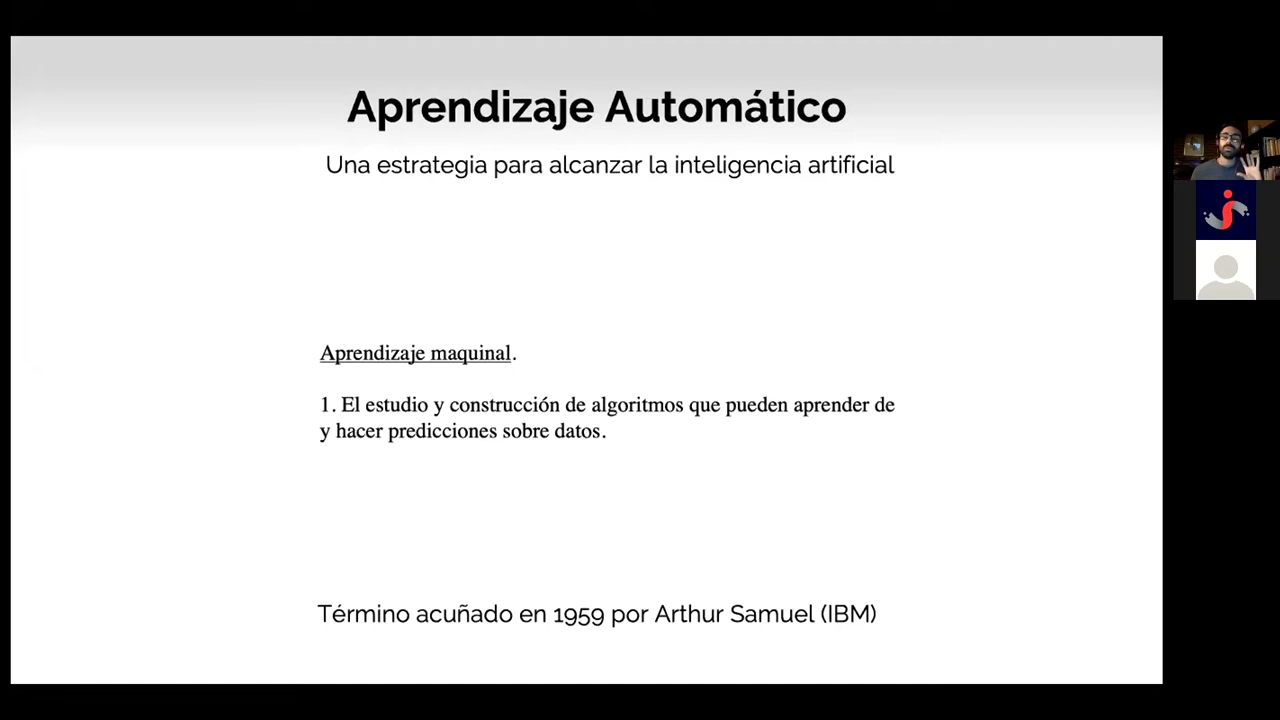 Aprendizaje Automático
Una estrategia para alcanzar la inteligencia artificial
Aprendizaje maquinal.
1. El estudio y construcción de algoritmos que pueden aprender de
y hacer predicciones sobre datos.
Término acuñado en 1959 por Arthur Samuel (IBM)